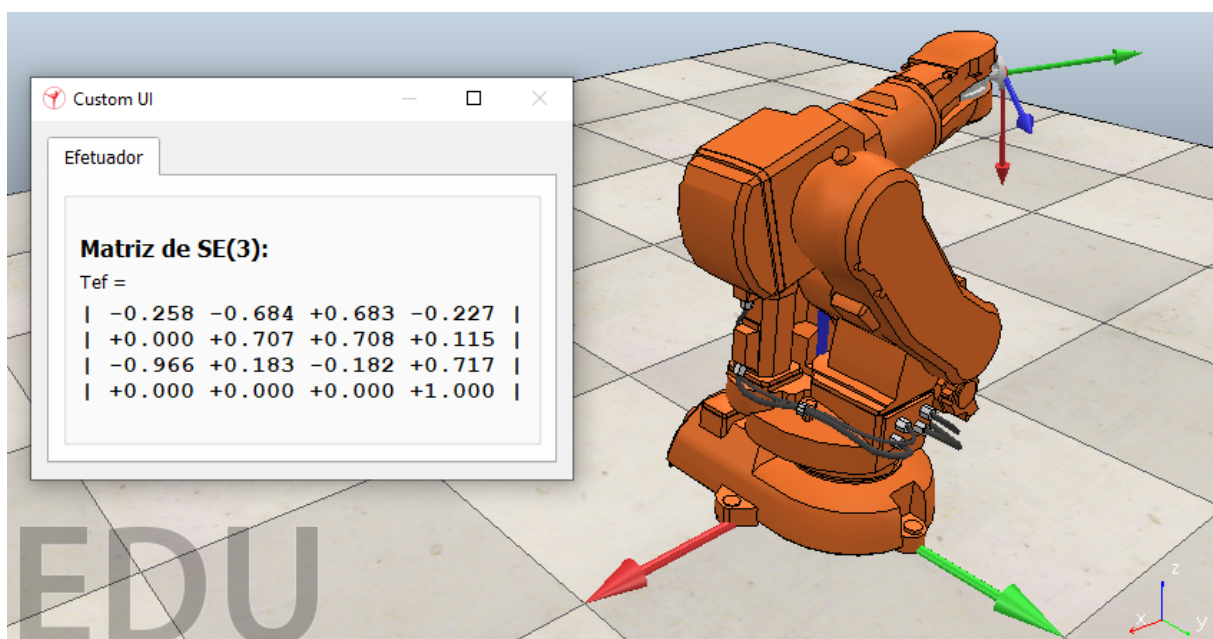 Custom UI
Efetuador
Matriz de SE(3):
Tef =
| -0.258 -0.684 +0.683 -0.227 |
| +0.000 +0.707 +0.708 +0.115 |
| -0.966 +0.183 -0.182 +0.717 |
| +0.000 +0.000 +0.000 +1.000 |
EDU
z
x
y